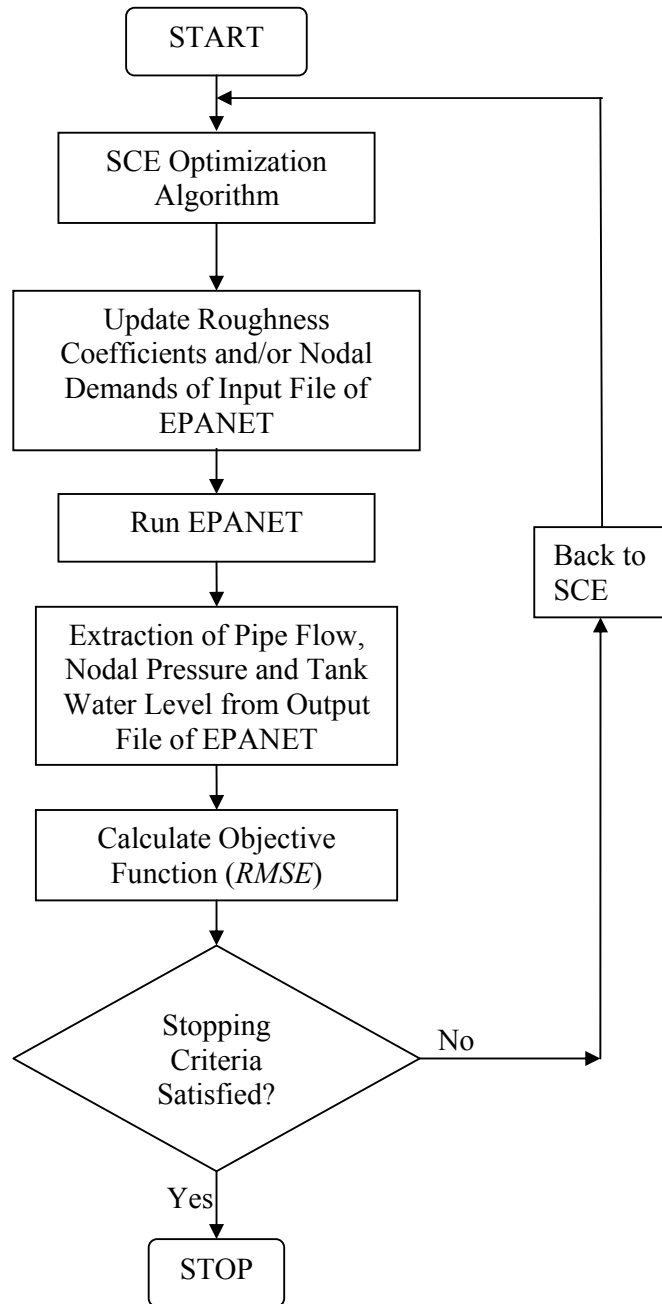 START
SCE Optimization
Algorithm
Update Roughness
Coefficients and/or Nodal
Demands of Input File of
EPANET
Run EPANET
Back to
SCE
Extraction of Pipe Flow,
Nodal Pressure and Tank
Water Level from Output
File of EPANET
Calculate Objective
Function (RMSE)
Stopping
Criteria
Satisfied?
No
Yes
STOP